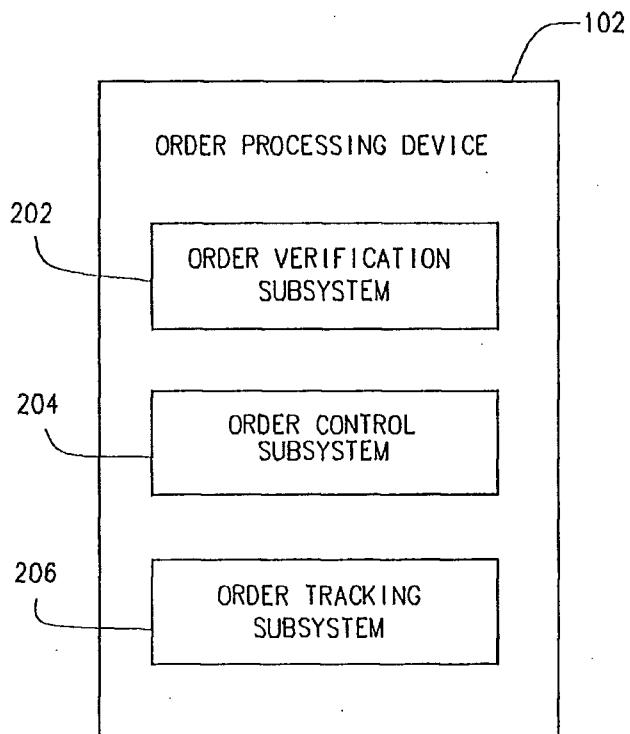 102
ORDER PROCESSING DEVICE
202
ORDER VERIFICATION
SUBSYSTEM
204
ORDER CONTROL
SUBSYSTEM
206
ORDER TRACKING
SUBSYSTEM